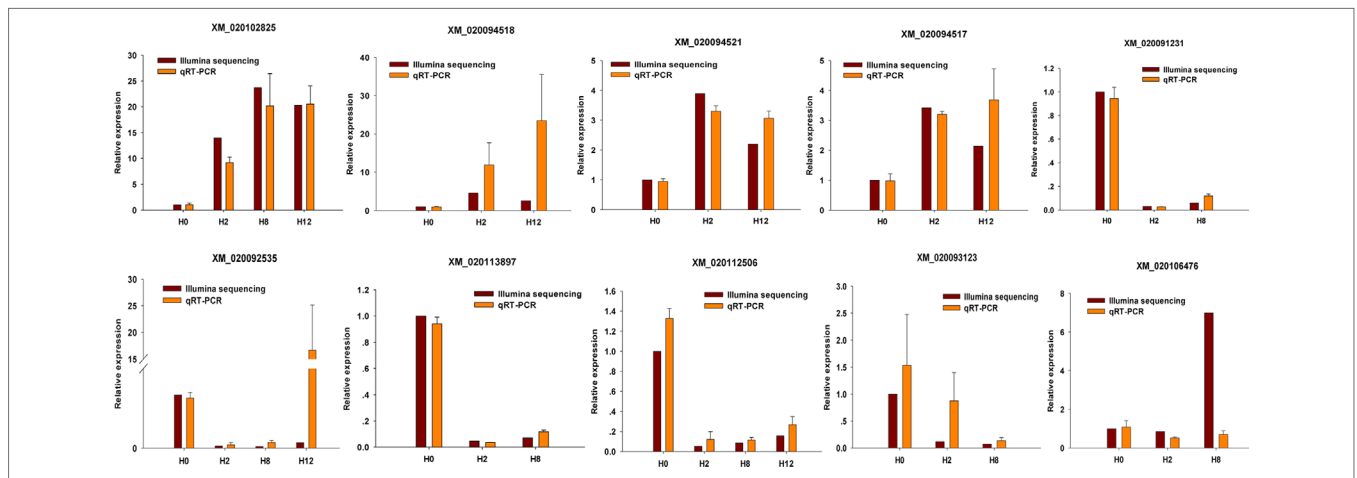 XM_020102825
Relative expression
30
25
20
15
10
5
0
Illumina sequencing
qRT-PCR
H0 H2 H8 H12
XM_020094518
Relative expression
40
30
20
10
0
Illumina sequencing
qRT-PCR
H0 H2 H12
XM_020094521
Relative expression
5
4
3
2
1
0
Illumina sequencing
qRT-PCR
H0 H2 H12
XM_020094517
Relative expression
5
4
3
2
1
0
Illumina sequencing
qRT-PCR
H0 H2 H12
XM_020091231
Relative expression
1.2
1.0
.8
.6
.4
.2
0.0
Illumina sequencing
qRT-PCR
H0 H2 H8
XM_020092535
Relative expression
30
25
20
15
0
Illumina sequencing
qRT-PCR
H0 H2 H8 H12
XM_020113897
Relative expression
1.2
1.0
.8
.6
.4
.2
0.0
Illumina sequencing
qRT-PCR
H0 H2 H8
XM_020112506
Relative expression
1.6
1.4
1.2
1.0
.8
.6
.4
.2
0.0
Illumina sequencing
qRT-PCR
H0 H2 H8 H12
XM_020093123
Relative expression
3.0
2.5
2.0
1.5
1.0
0.5
0.0
Illumina sequencing
qRT-PCR
H0 H2 H8
XM_020106476
Relative expression
8
6
4
2
0
Illumina sequencing
qRT-PCR
H0 H2 H8